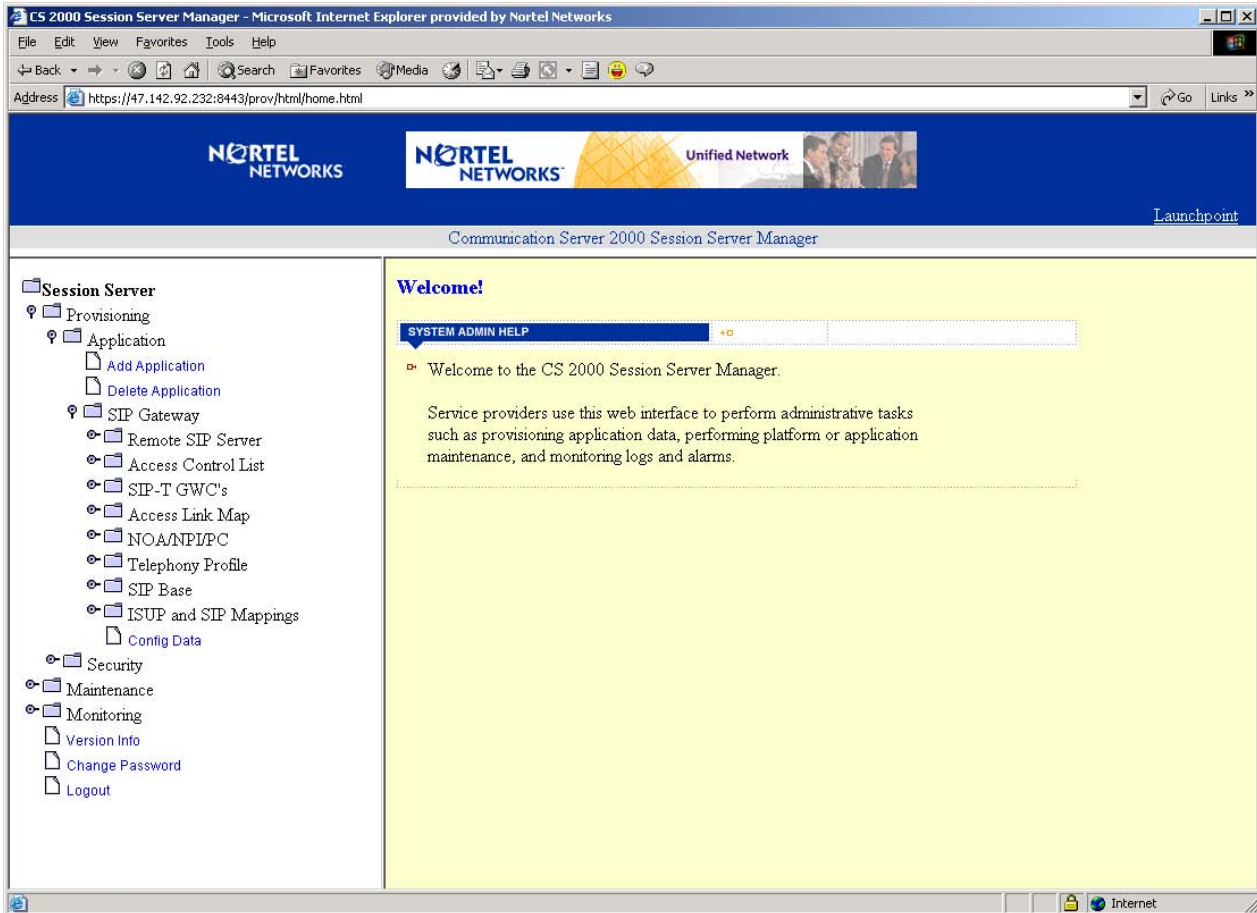 CS 2000 Session Server Manager - Microsoft Internet Explorer provided by Nortel Networks
File Edit View Favorites Tools Help
Back Search Favorites Media
Address https://47.142.92.232:8443/prov/html/home.html Go Links »
NORTEL NETWORKS
NORTEL NETWORKS™ Unified Network
Launchpoint
Communication Server 2000 Session Server Manager
Session Server
Provisioning
Application
Add Application
Delete Application
SIP Gateway
Remote SIP Server
Access Control List
SIP-T GWC's
Access Link Map
NOA/NPI/PC
Telephony Profile
SIP Base
ISUP and SIP Mappings
Config Data
Security
Maintenance
Monitoring
Version Info
Change Password
Logout
Welcome!
SYSTEM ADMIN HELP
Welcome to the CS 2000 Session Server Manager.
Service providers use this web interface to perform administrative tasks
such as provisioning application data, performing platform or application
maintenance, and monitoring logs and alarms.
Internet